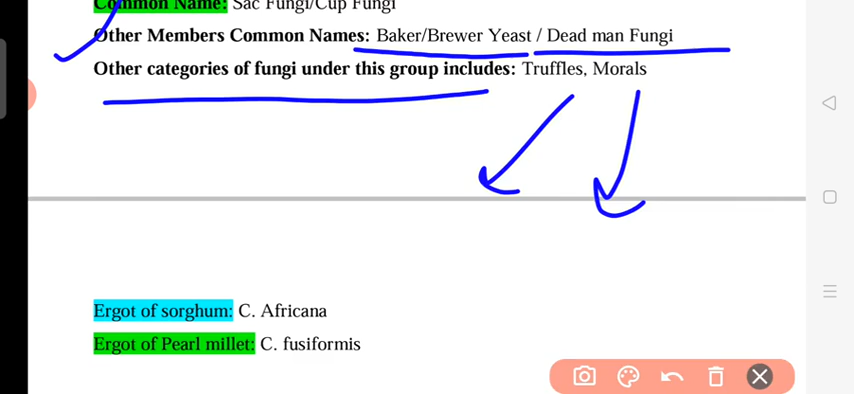 Common Name: Sac Fungi/Cup Fungi
Other Members Common Names: Baker/Brewer Yeast / Dead man Fungi
Other categories of fungi under this group includes: Truffles, Morals
Ergot of sorghum: C. Africana
Ergot of Pearl millet: C. fusiformis